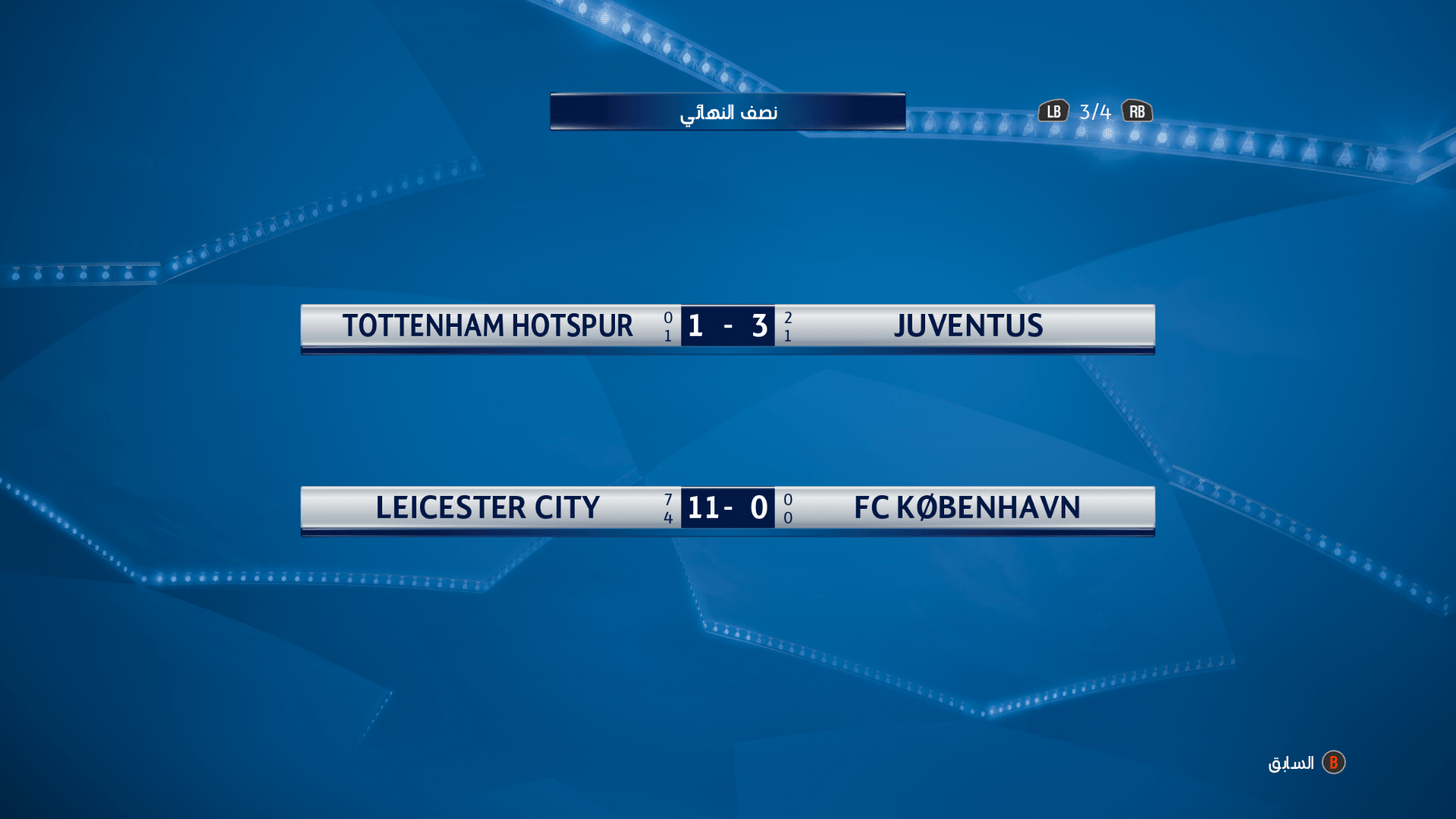 نصف النهائي
LB 3/4 RB
TOTTENHAM HOTSPUR 0 1 1 - 3 2 1 JUVENTUS
LEICESTER CITY 7 4 11 - 0 0 0 FC KØBENHAVN
السابق B